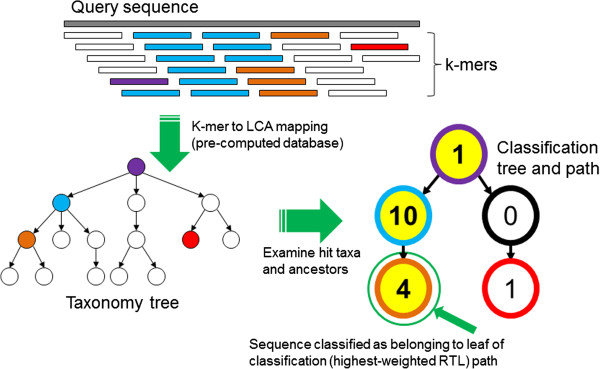 Query sequence
k-mers
K-mer to LCA mapping
(pre-computed database)
Classification
tree and path
1
10
0
4
1
Examine hit taxa
and ancestors
Taxonomy tree
Sequence classified as belonging to leaf of
classification (highest-weighted RTL) path